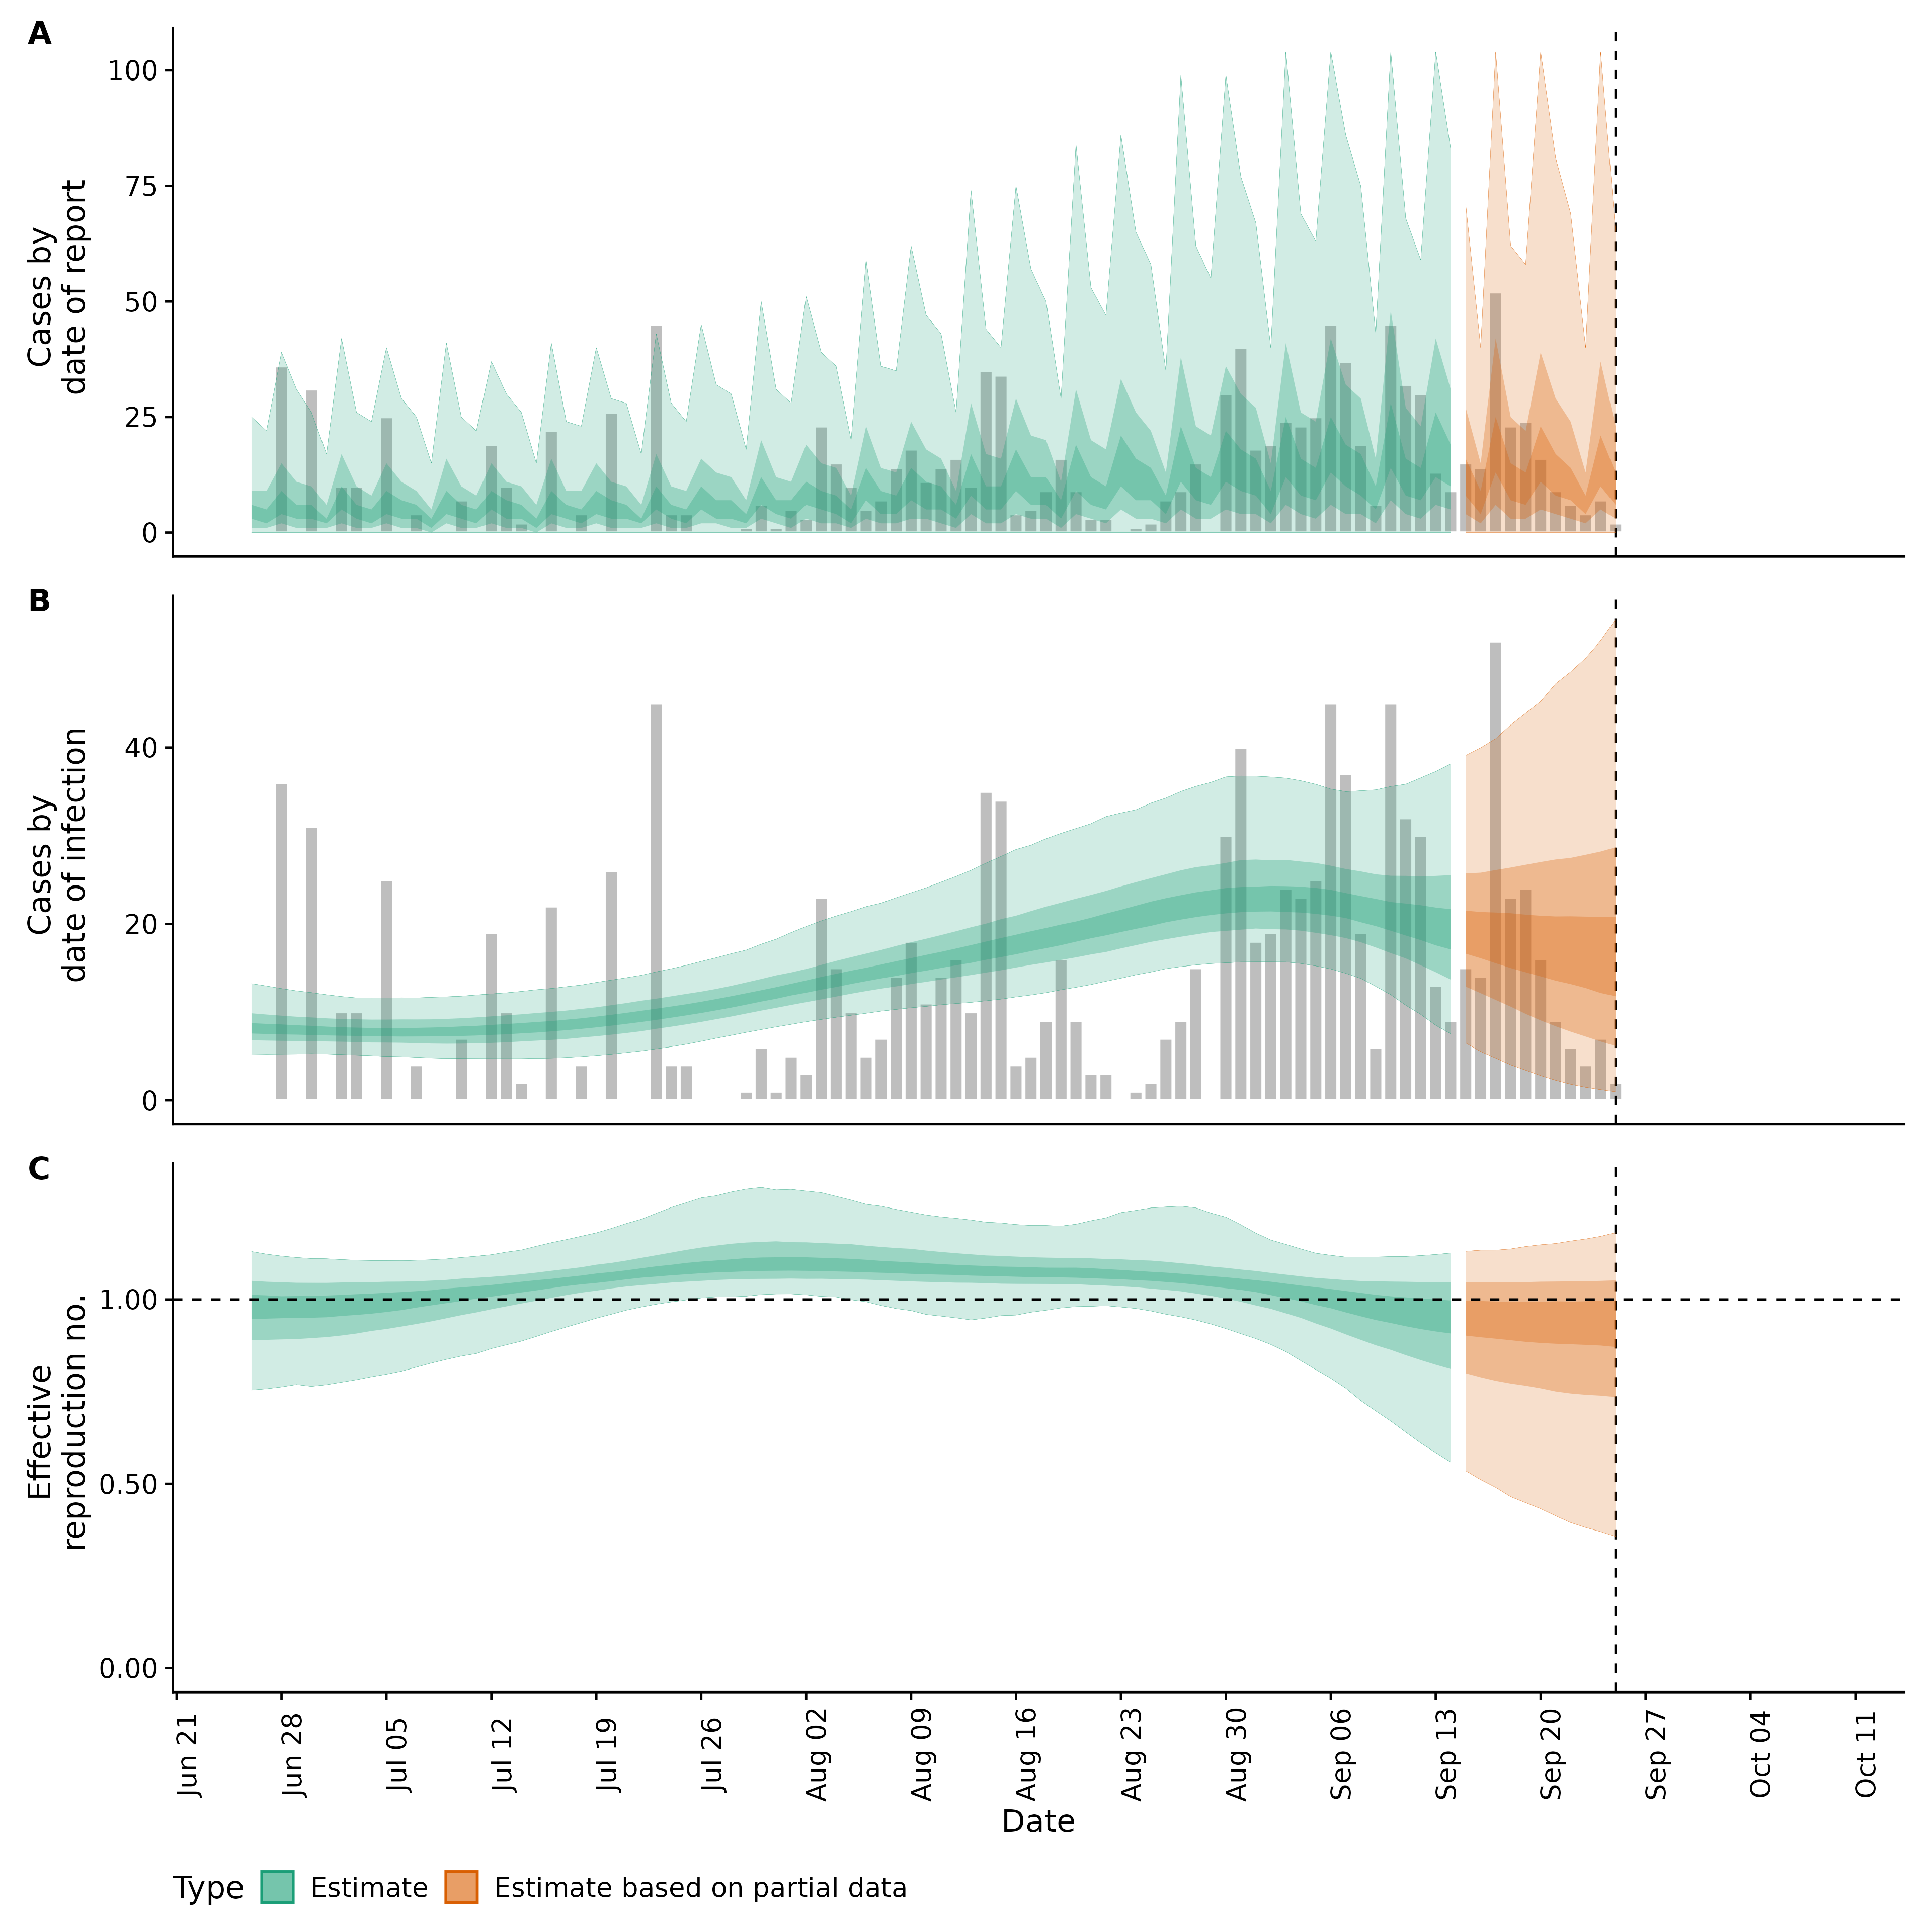 A
Cases by
date of report
100
75
50
25
0
B
Cases by
date of infection
40
20
0
C
Effective
reproduction no.
1.00
0.50
0.00
Jun 21
Jun 28
Jul 05
Jul 12
Jul 19
Jul 26
Aug 02
Aug 09
Aug 16
Aug 23
Aug 30
Sep 06
Sep 13
Sep 20
Sep 27
Oct 04
Oct 11
Date
Type Estimate Estimate based on partial data